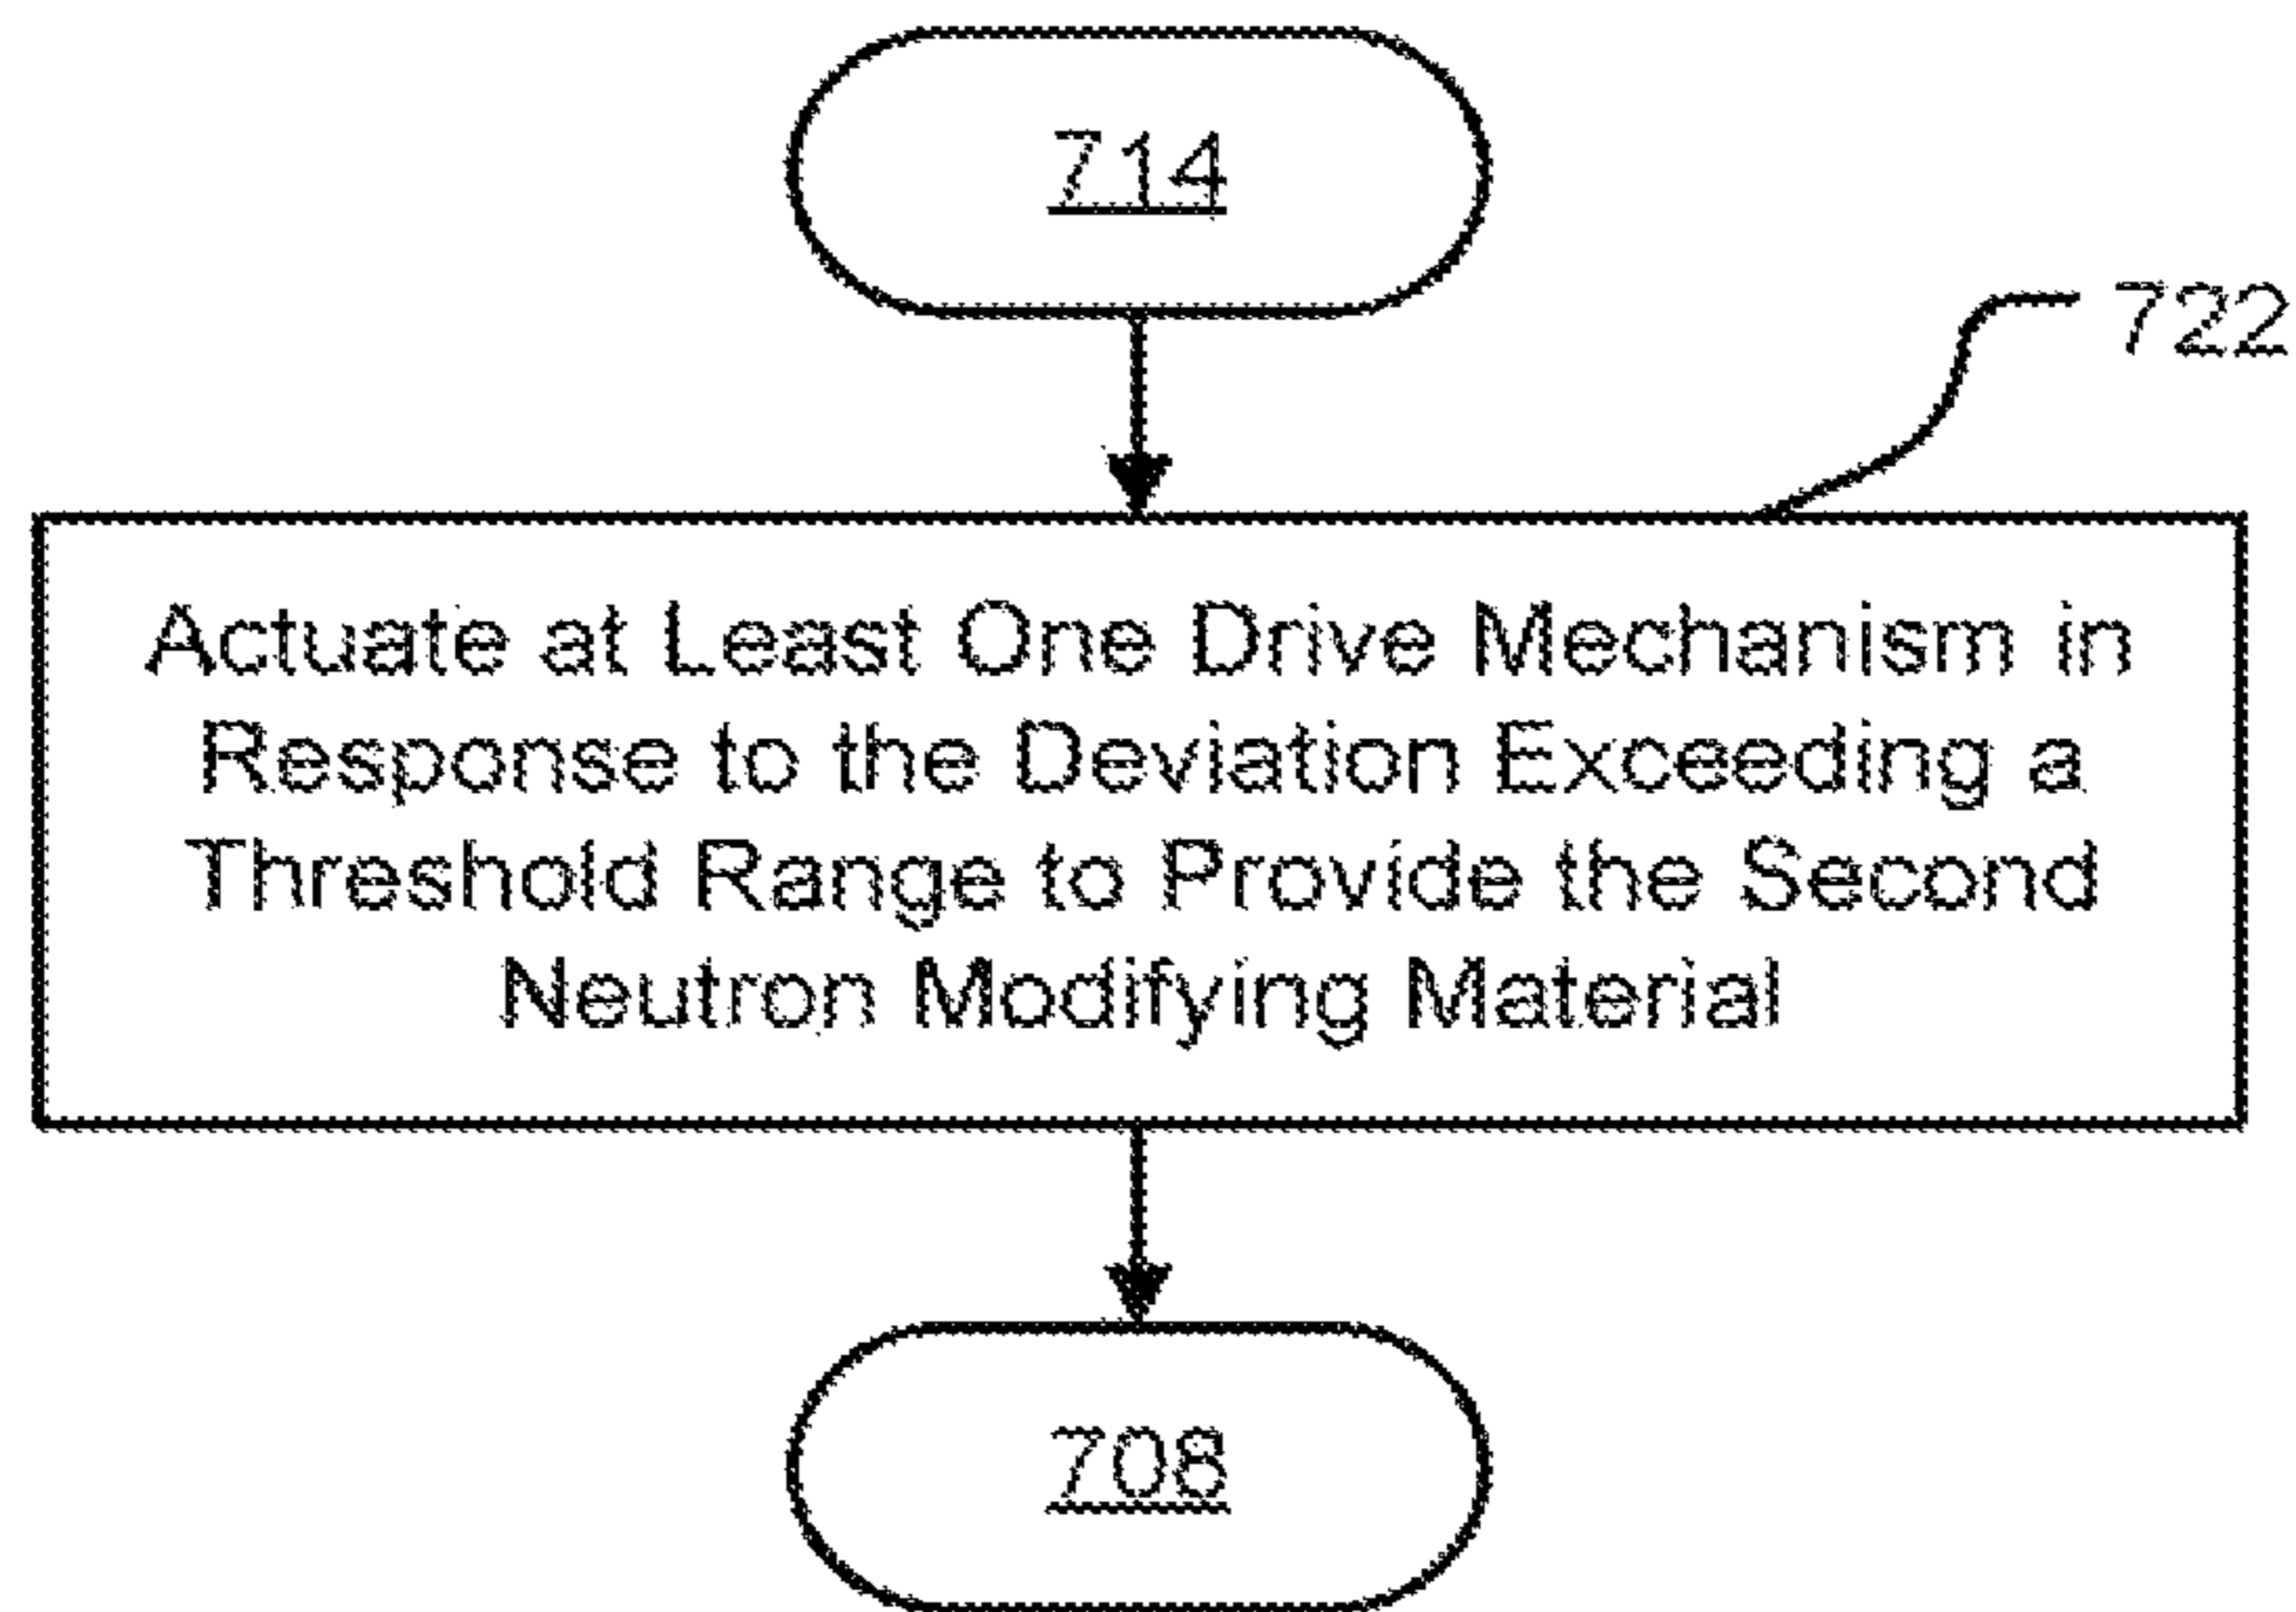 714
722
Actuate at Least One Drive Mechanism in
Response to the Deviation Exceeding a
Threshold Range to Provide the Second
Neutron Modifying Material
708